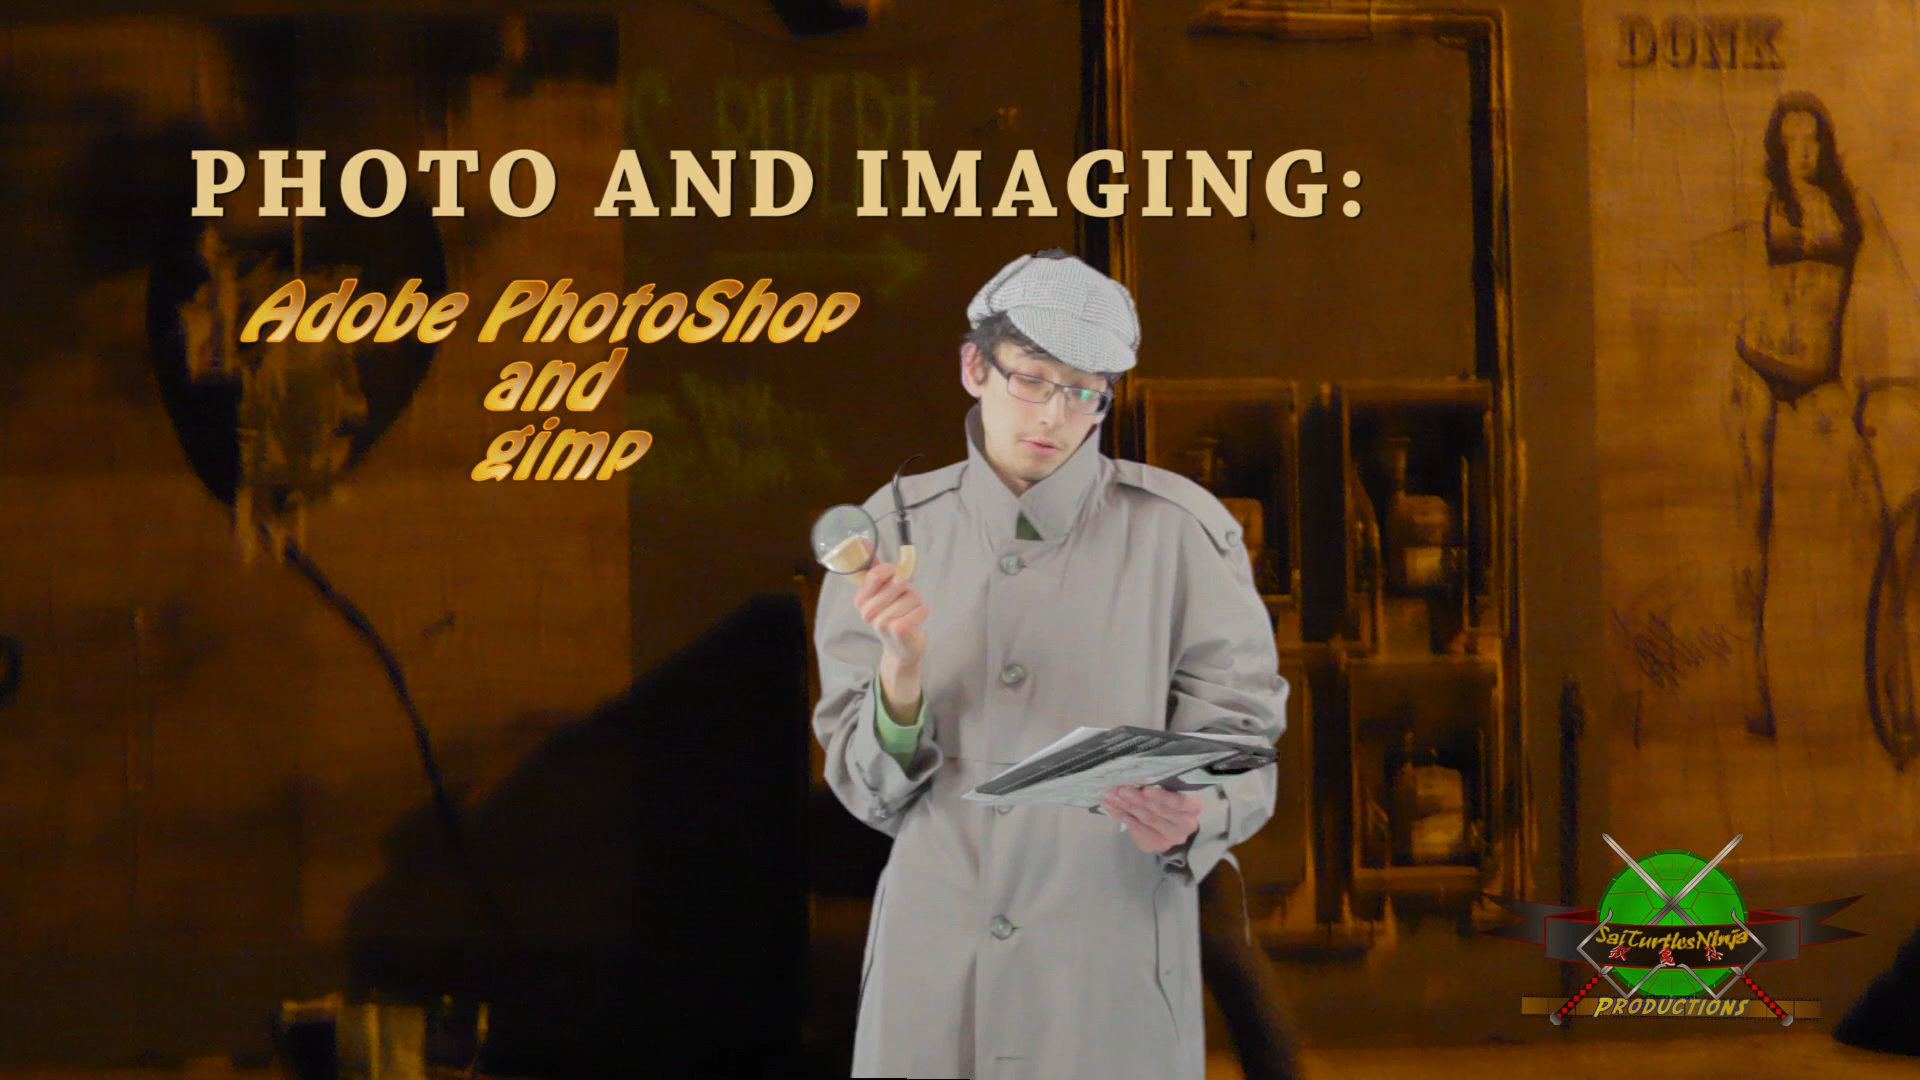 DONK
PHOTO AND IMAGING:
Adobe PhotoShop
and
gimp
SaiTurtlesNinja
PRODUCTIONS